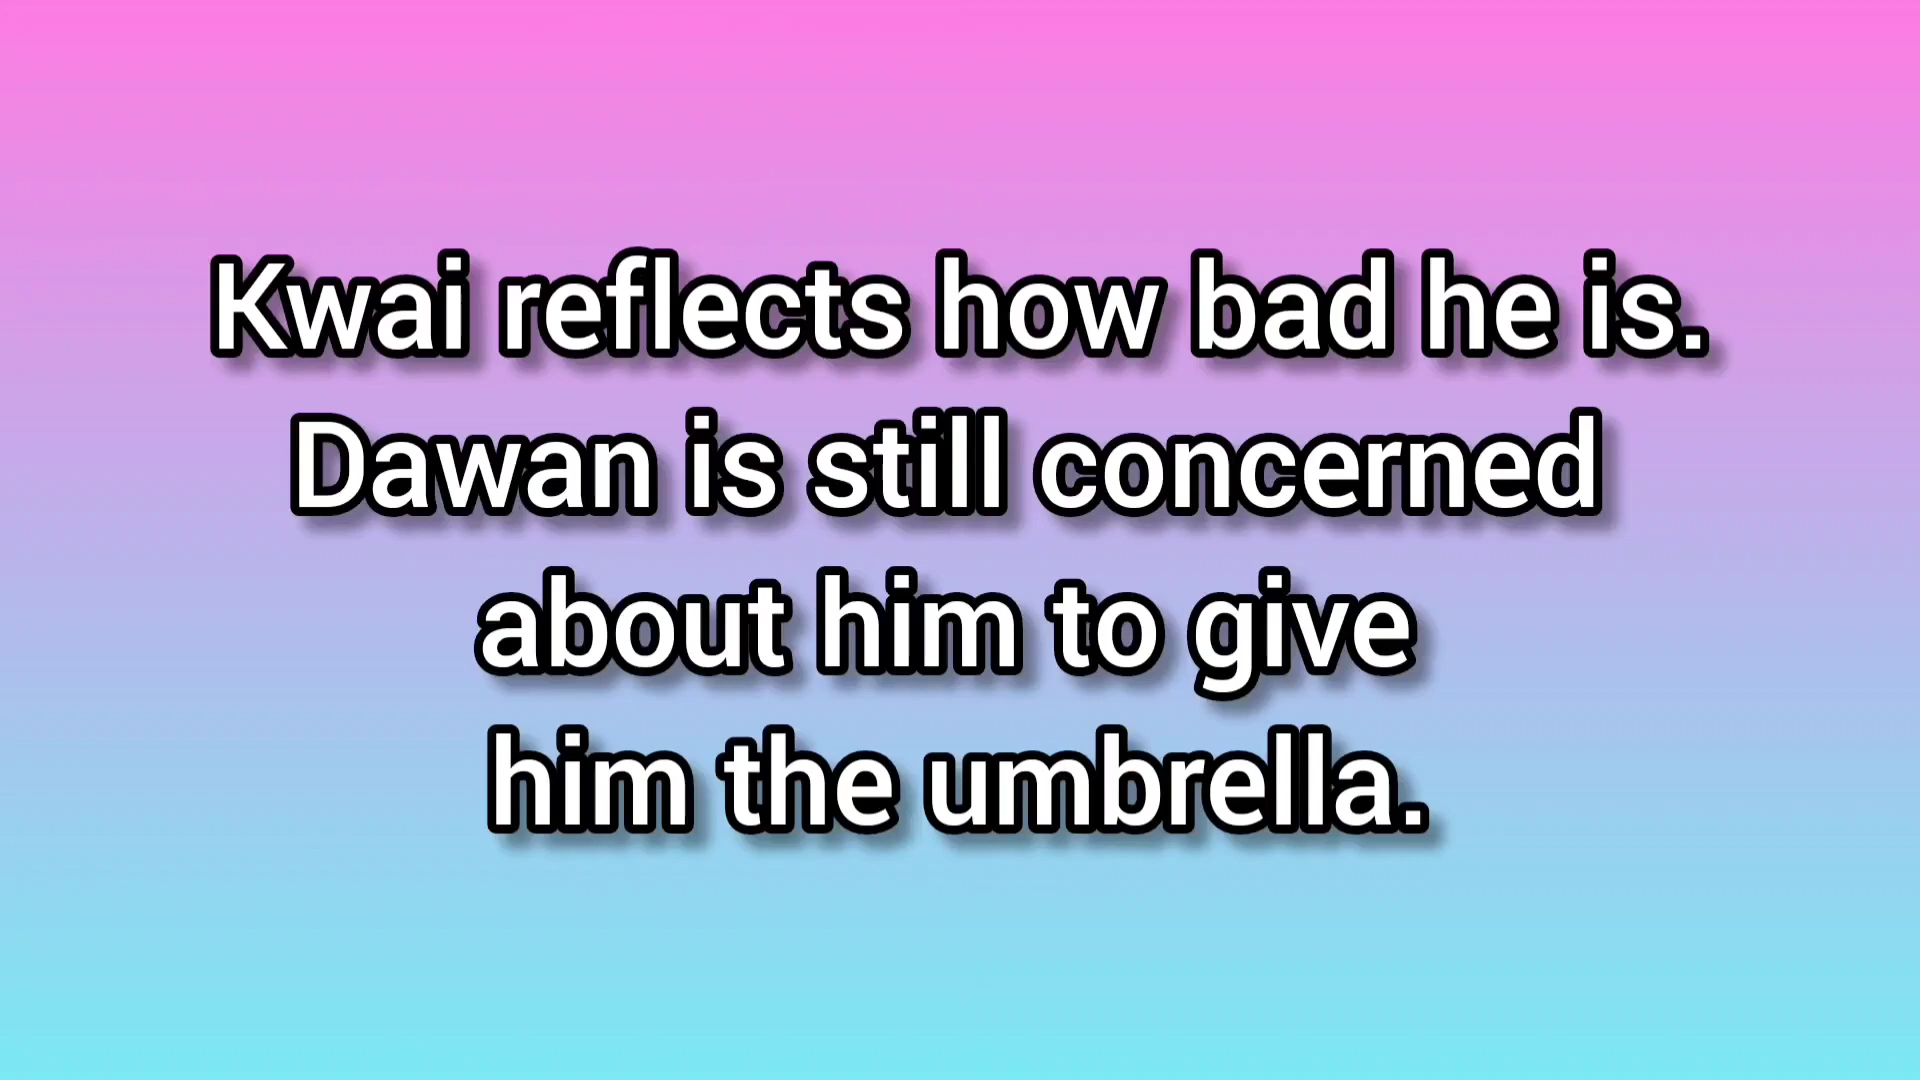 Kwai reflects how bad he is.
Dawan is still concerned
about him to give
him the umbrella.